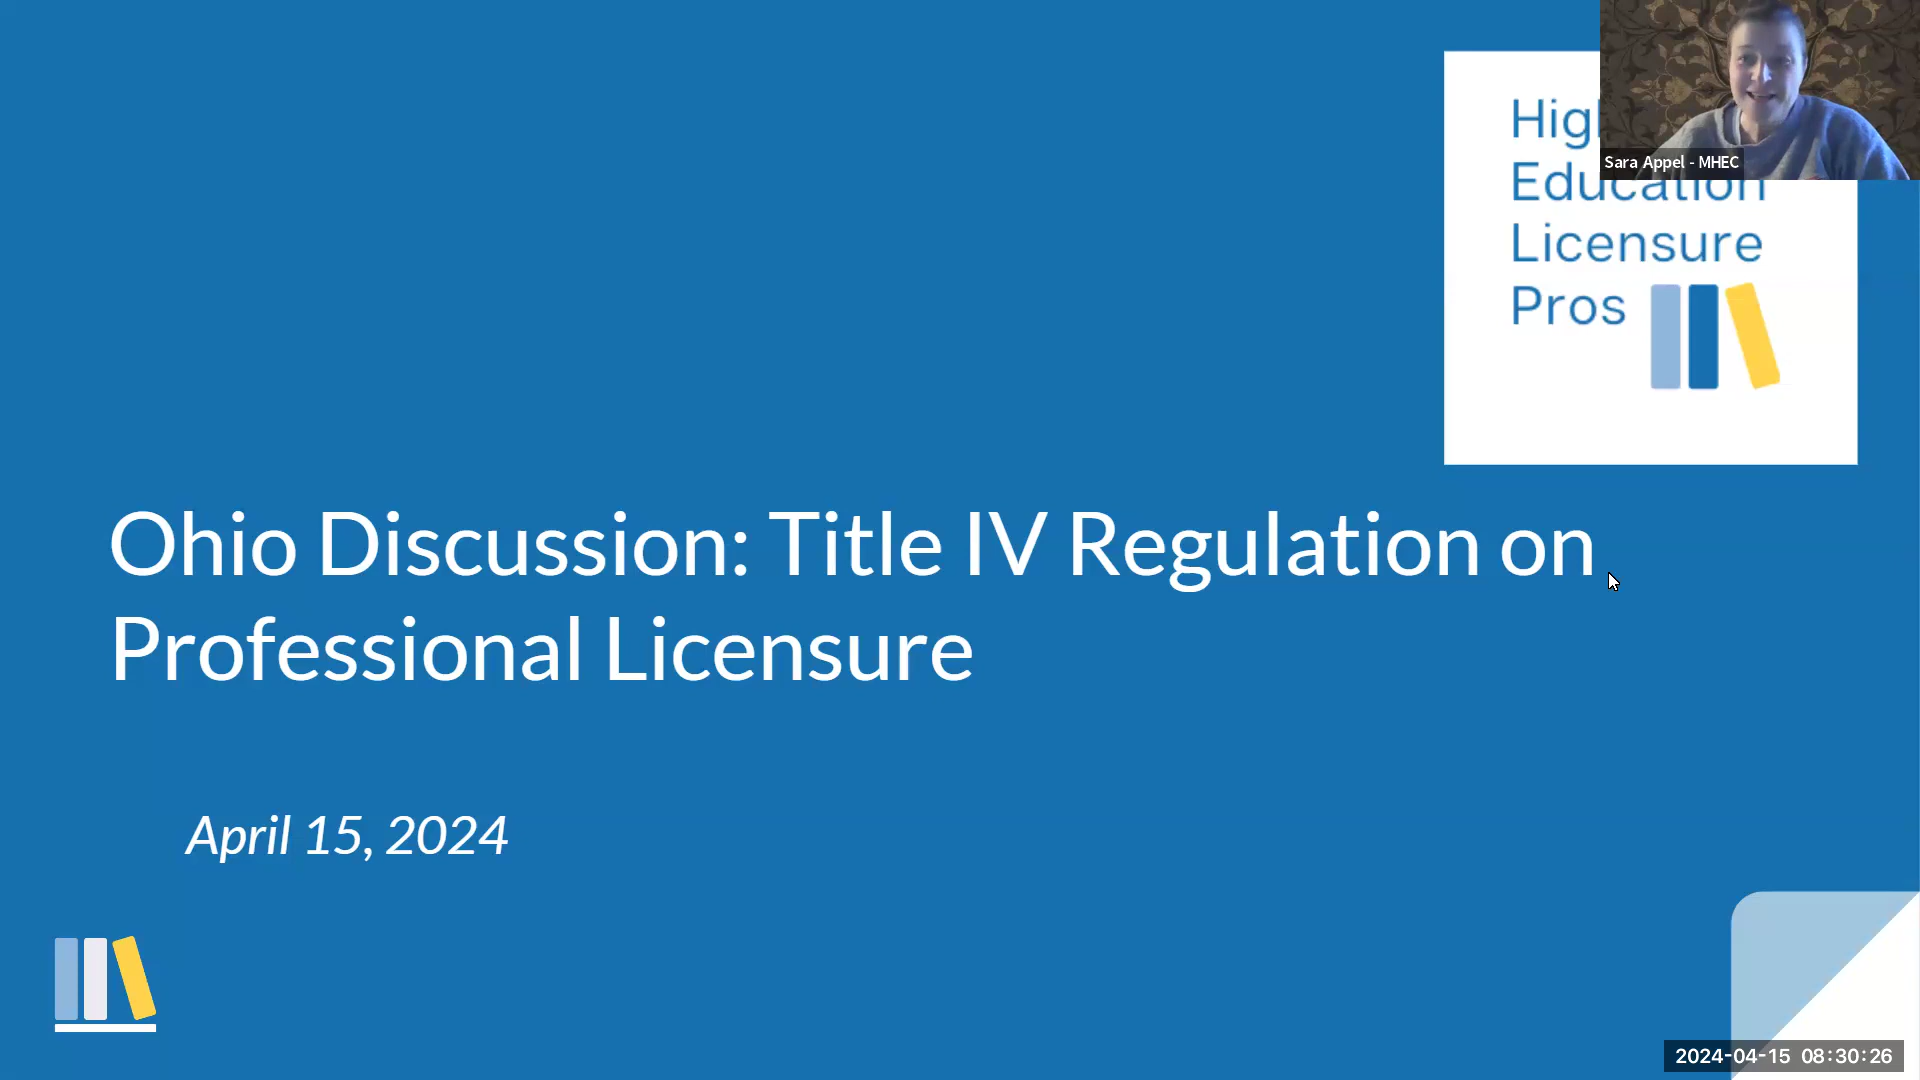 Education
Licensure
Pros
Sara Appel - MHEC
Ohio Discussion: Title IV Regulation on
Professional Licensure
April 15, 2024
2024-04-15 08:30:26